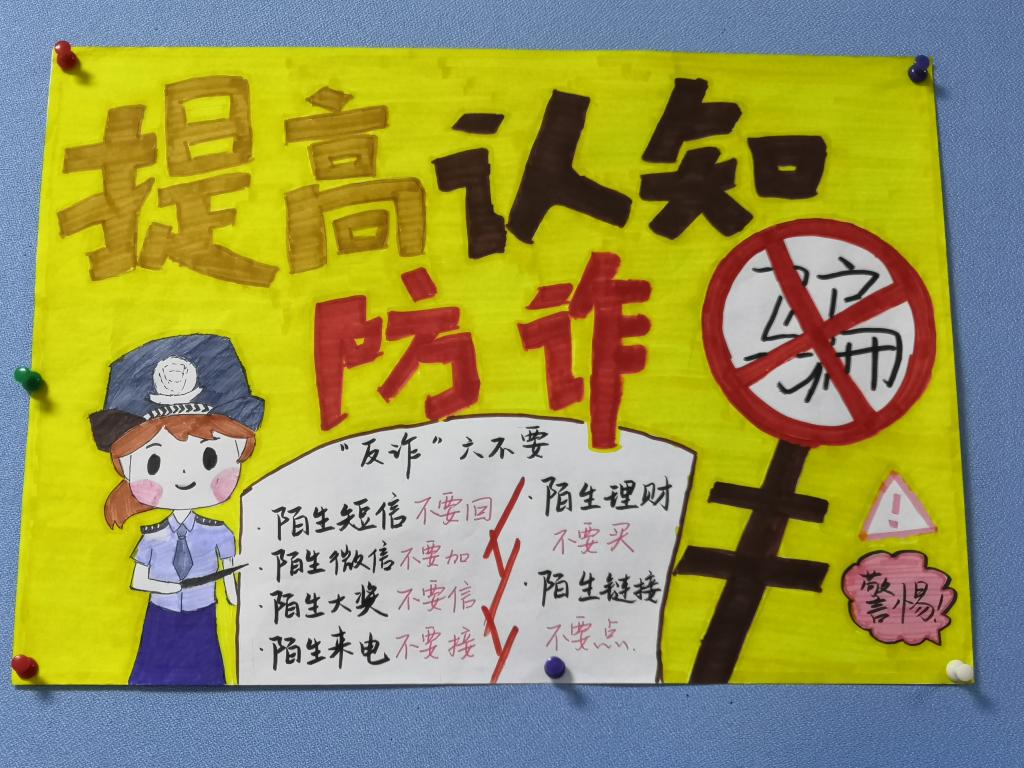 提高认知
防诈
骗
"反诈"六不要
·陌生短信不要回
·陌生微信不要加
·陌生大奖不要信
·陌生来电不要接
·陌生理财
不要买
·陌生链接
不要点.
!
警惕!